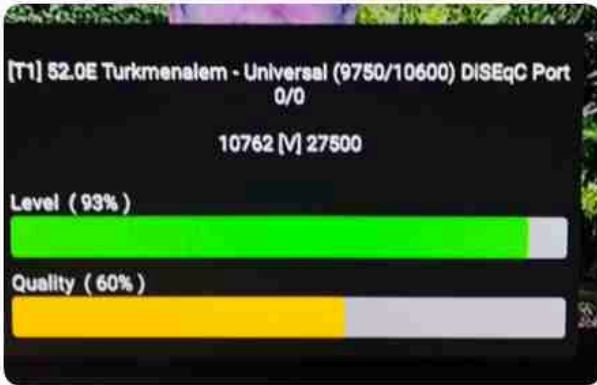 [T1] 52.0E Turkmenalem - Universal (9750/10600) DiSEqC Port
0/0
10762 [V] 27500
Level ( 93% )
Quality ( 60% )